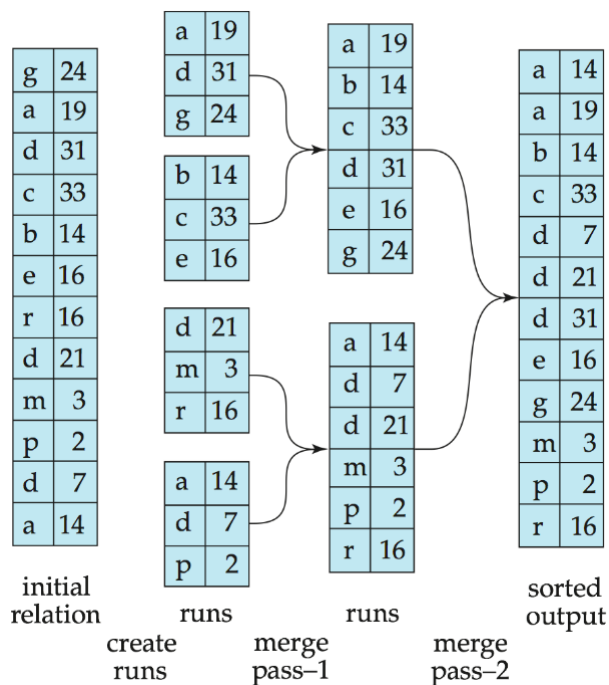 g 24
a 19
d 31
c 33
b 14
e 16
r 16
d 21
m 3
p 2
d 7
a 14
initial
relation
a 19
d 31
g 24
b 14
c 33
e 16
d 21
m 3
r 16
a 14
d 7
p 2
runs
create
runs
a 19
b 14
c 33
d 31
e 16
g 24
a 14
d 7
d 21
m 3
p 2
r 16
runs
merge
pass–1
a 14
a 19
b 14
c 33
d 7
d 21
d 31
e 16
g 24
m 3
p 2
r 16
sorted
output
merge
pass–2